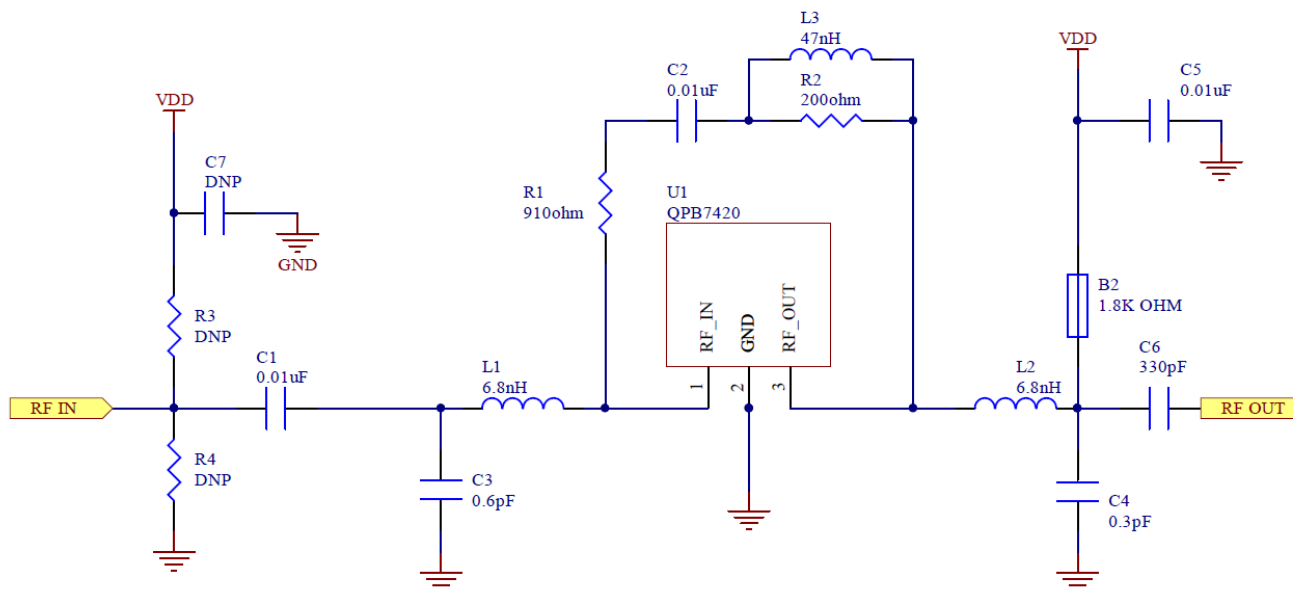 L3
47nH
VDD
C2
0.01uF
R2
200ohm
C5
0.01uF
VDD
C7
DNP
R1
910ohm
U1
QPB7420
GND
B2
1.8K OHM
R3
DNP
RF_IN
GND
RF_OUT
C1
0.01uF
L1
6.8nH
1
2
3
L2
6.8nH
C6
330pF
RF IN
RF OUT
R4
DNP
C3
0.6pF
C4
0.3pF